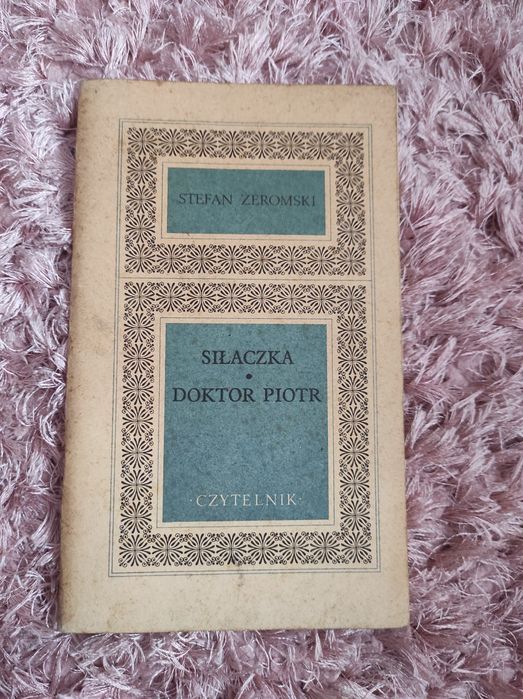 STEFAN ŻEROMSKI
SIŁACZKA
•
DOKTOR PIOTR
·CZYTELNIK·